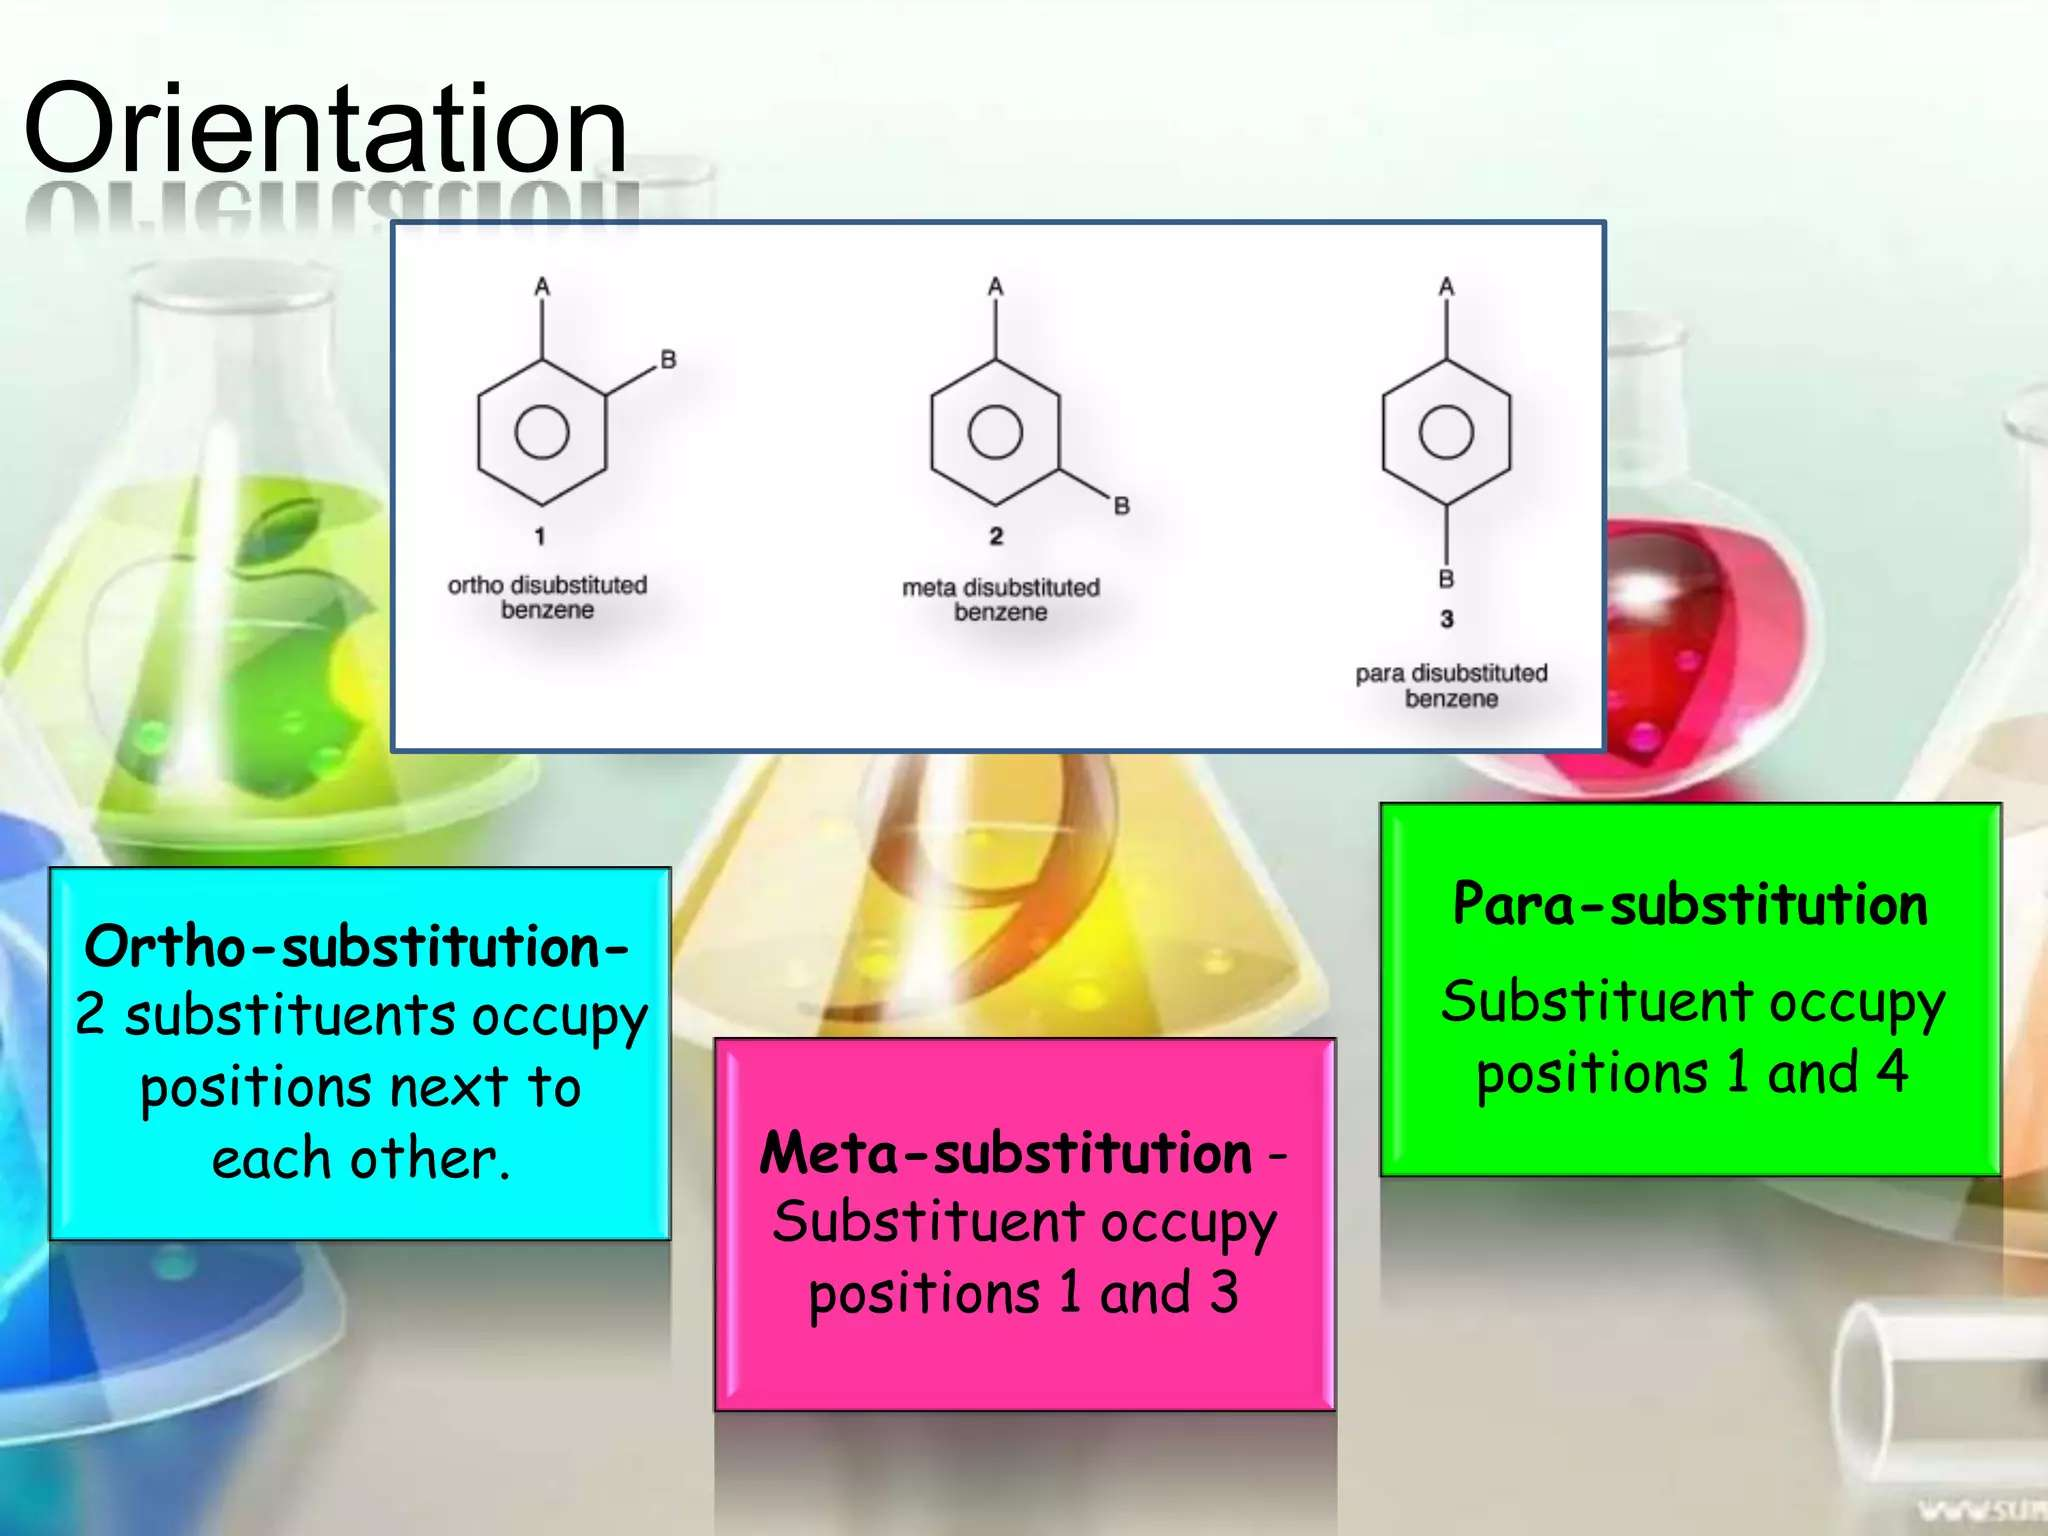 Orientation
A
B
1
ortho disubstituted
benzene
A
B
2
meta disubstituted
benzene
A
B
3
para disubstituted
benzene
Ortho-substitution-
2 substituents occupy
positions next to
each other.
Meta-substitution -
Substituent occupy
positions 1 and 3
Para-substitution
Substituent occupy
positions 1 and 4